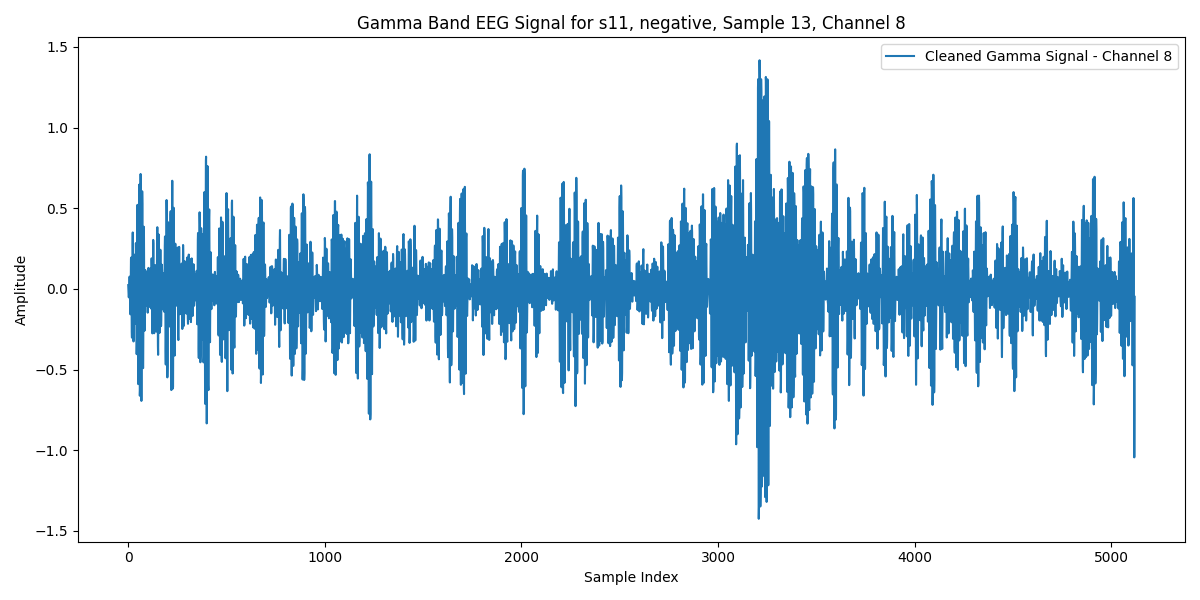 Gamma Band EEG Signal for s11, negative, Sample 13, Channel 8
Cleaned Gamma Signal - Channel 8
1.5
1.0
0.5
0.0
−0.5
−1.0
−1.5
Amplitude
0 1000 2000 3000 4000 5000
Sample Index